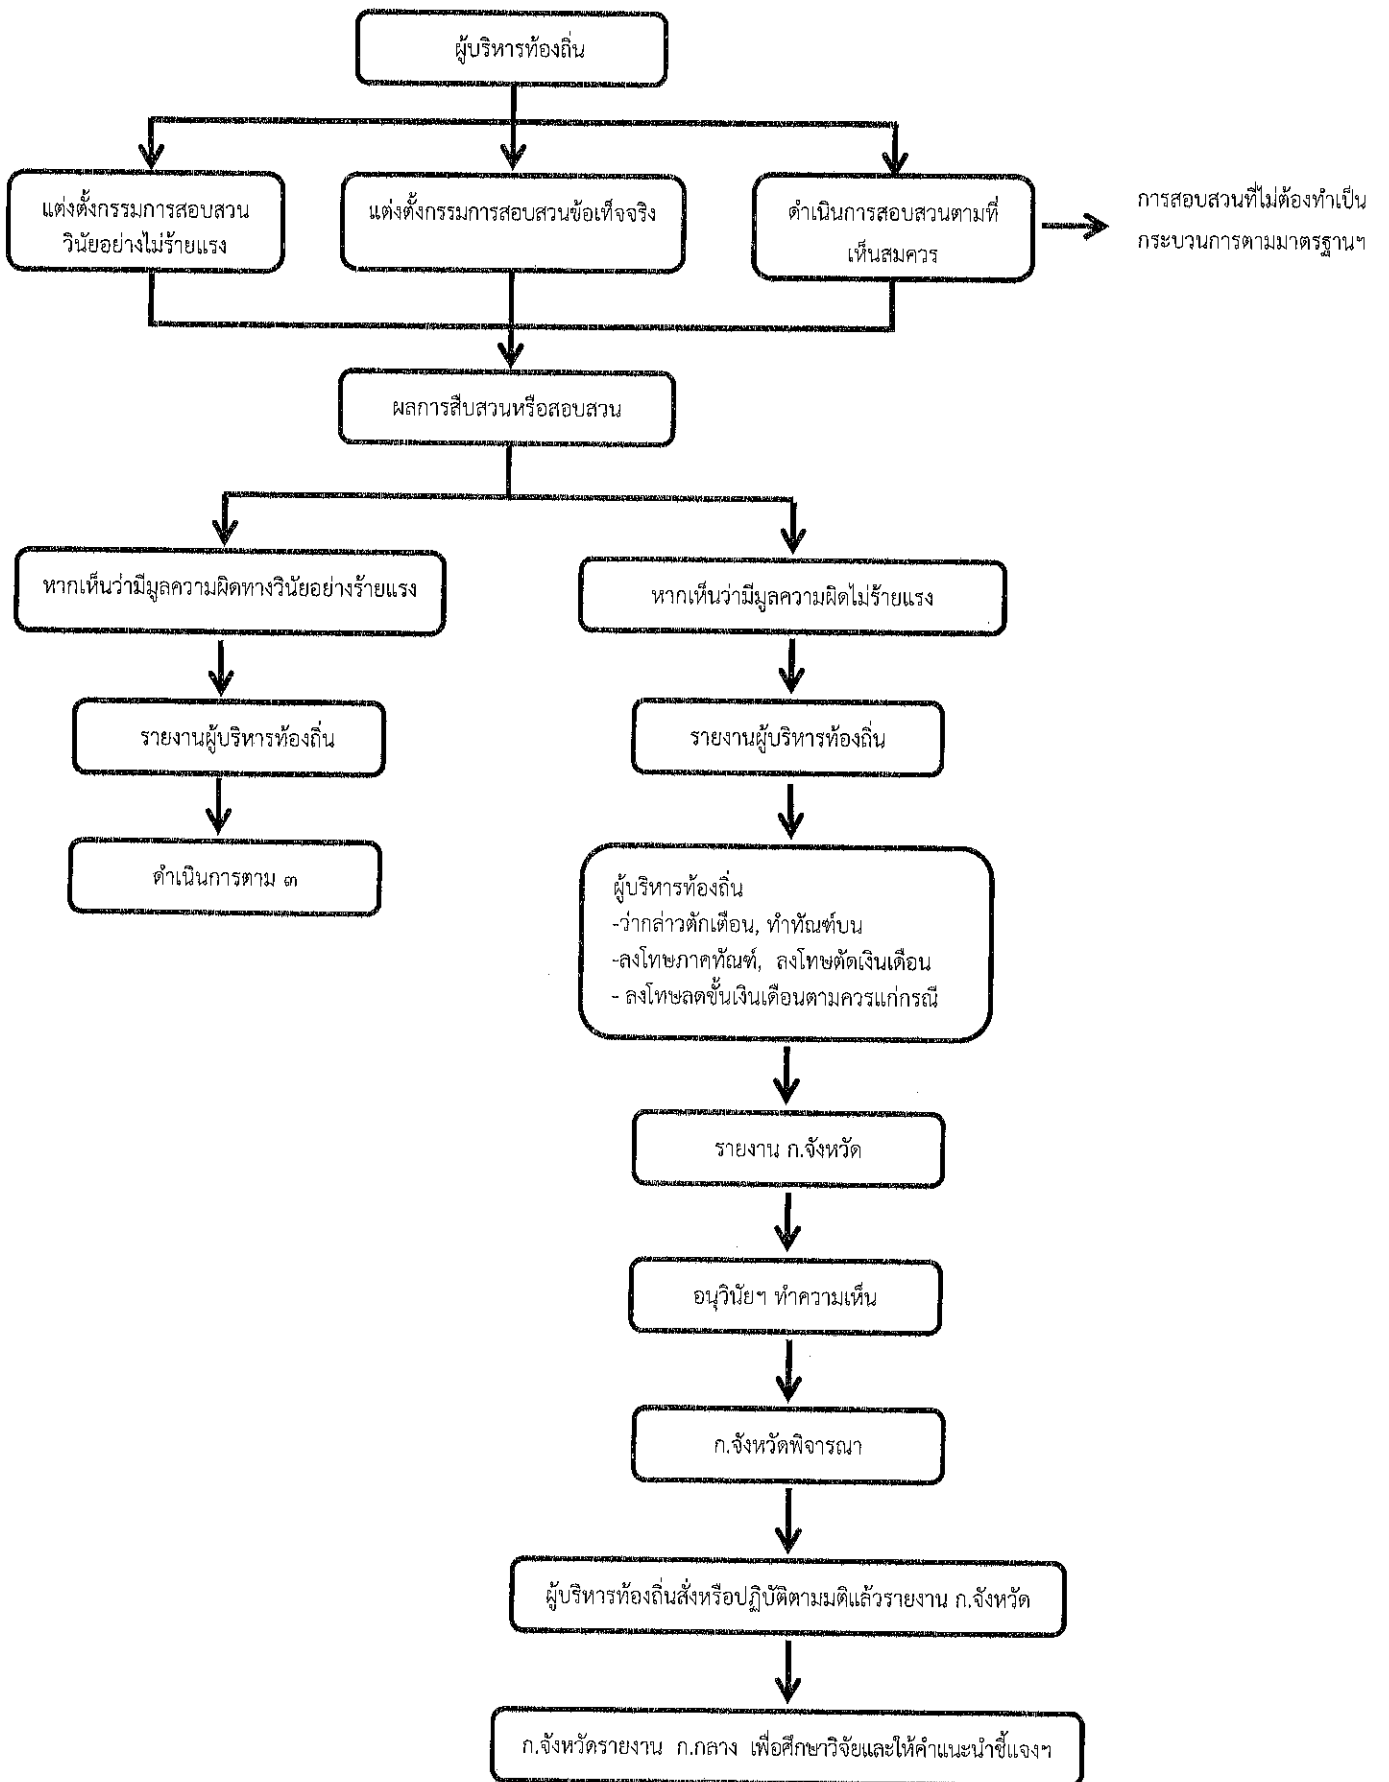 ผู้บริหารท้องถิ่น
แต่งตั้งกรรมการสอบสวน
วินัยอย่างไม่ร้ายแรง
แต่งตั้งกรรมการสอบสวนข้อเท็จจริง
ดำเนินการสอบสวนตามที่
เห็นสมควร
การสอบสวนที่ไม่ต้องทำเป็น
กระบวนการตามมาตรฐานฯ
ผลการสืบสวนหรือสอบสวน
หากเห็นว่ามีมูลความผิดทางวินัยอย่างร้ายแรง
หากเห็นว่ามีมูลความผิดไม่ร้ายแรง
รายงานผู้บริหารท้องถิ่น
รายงานผู้บริหารท้องถิ่น
ดำเนินการตาม ๓
ผู้บริหารท้องถิ่น
-ว่ากล่าวตักเตือน, ทำทัณฑ์บน
-ลงโทษภาคทัณฑ์, ลงโทษตัดเงินเดือน
- ลงโทษลดขั้นเงินเดือนตามควรแก่กรณี
รายงาน ก.จังหวัด
อนุวินัยฯ ทำความเห็น
ก.จังหวัดพิจารณา
ผู้บริหารท้องถิ่นสั่งหรือปฏิบัติตามมติแล้วรายงาน ก.จังหวัด
ก.จังหวัดรายงาน ก.กลาง เพื่อศึกษาวิจัยและให้คำแนะนำชี้แจงฯ